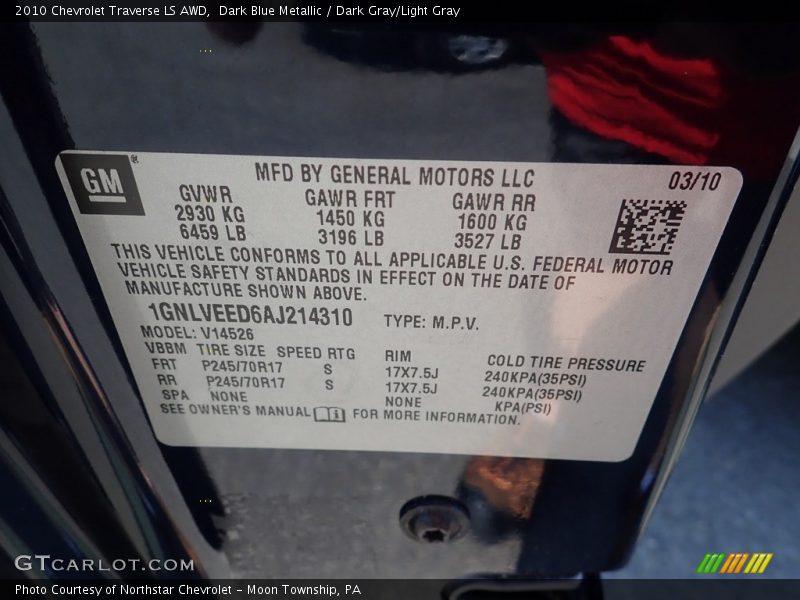 2010 Chevrolet Traverse LS AWD,  Dark Blue Metallic / Dark Gray/Light Gray
GM ®
MFD BY GENERAL MOTORS LLC 03/10
GVWR GAWR FRT GAWR RR
2930 KG 1450 KG 1600 KG
6459 LB 3196 LB 3527 LB
THIS VEHICLE CONFORMS TO ALL APPLICABLE U.S. FEDERAL MOTOR
VEHICLE SAFETY STANDARDS IN EFFECT ON THE DATE OF
MANUFACTURE SHOWN ABOVE.
1GNLVEED6AJ214310 TYPE: M.P.V.
MODEL: V14526
VBBM TIRE SIZE SPEED RTG RIM COLD TIRE PRESSURE
FRT P245/70R17 S 17X7.5J 240KPA(35PSI)
RR P245/70R17 S 17X7.5J 240KPA(35PSI)
SPA NONE NONE KPA(PSI)
SEE OWNER'S MANUAL FOR MORE INFORMATION.
GTCARLOT.COM
Photo Courtesy of Northstar Chevrolet - Moon Township, PA